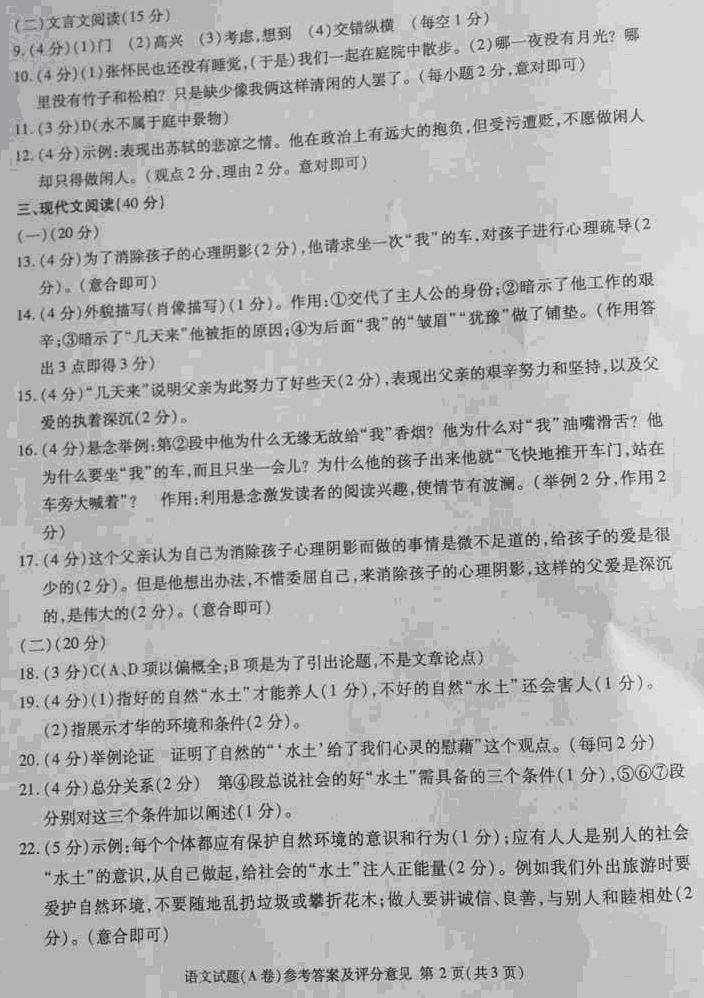 (二)文言文阅读(15分)
9.(4分)(1)门 (2)高兴 (3)考虑,想到 (4)交错纵横 (每空1分)
10.(4分)(1)张怀民也还没有睡觉,(于是)我们一起在庭院中散步。(2)哪一夜没有月光?哪
里没有竹子和松柏?只是缺少像我俩这样清闲的人罢了。(每小题2分,意对即可)
11.(3分)D(水不属于庭中景物)
12.(4分)示例:表现出苏轼的悲凉之情。他在政治上有远大的抱负,但受污遭贬,不愿做闲人
却只得做闲人。(观点2分,理由2分。意对即可)
三、现代文阅读(40分)
(一)(20分)
13.(4分)为了消除孩子的心理阴影(2分),他请求坐一次“我”的车,对孩子进行心理疏导(2
分)。(意合即可)
14.(4分)外貌描写(肖像描写)(1分)。作用:①交代了主人公的身份;②暗示了他工作的艰
辛;③暗示了“几天来”他被拒的原因;④为后面“我”的“皱眉”“犹豫”做了铺垫。(作用答
出3点即得3分)
15.(4分)“几天来”说明父亲为此努力了好些天(2分),表现出父亲的艰辛努力和坚持,以及父
爱的执着深沉(2分)。
16.(4分)悬念举例:第②段中他为什么无缘无故给“我”香烟?他为什么对“我”油嘴滑舌?他
为什么要坐“我”的车,而且只坐一会儿?为什么他的孩子出来他就“飞快地推开车门,站在
车旁大喊着”? 作用:利用悬念激发读者的阅读兴趣,使情节有波澜。(举例2分,作用2
分)
17.(4分)这个父亲认为自己为消除孩子心理阴影而做的事情是微不足道的,给孩子的爱是很
少的(2分)。但是他想出办法,不惜委屈自己,来消除孩子的心理阴影,这样的父爱是深沉
的,是伟大的(2分)。(意合即可)
(二)(20分)
18.(3分)C(A、D项以偏概全;B项是为了引出论题,不是文章论点)
19.(4分)(1)指好的自然“水土”才能养人(1分),不好的自然“水土”还会害人(1分)。
(2)指展示才华的环境和条件(2分)。
20.(4分)举例论证 证明了自然的“‘水土’给了我们心灵的慰藉”这个观点。(每问2分)
21.(4分)总分关系(2分) 第④段总说社会的好“水土”需具备的三个条件(1分),⑤⑥⑦段
分别对这三个条件加以阐述(1分)。
22.(5分)示例:每个个体都应有保护自然环境的意识和行为(1分);应有人人是别人的社会
“水土”的意识,从自己做起,给社会的“水土”注入正能量(2分)。例如我们外出旅游时要
爱护自然环境,不要随地乱扔垃圾或攀折花木;做人要讲诚信、良善,与别人和睦相处(2
分)。(意合即可)
语文试题(A卷)参考答案及评分意见 第2页(共3页)